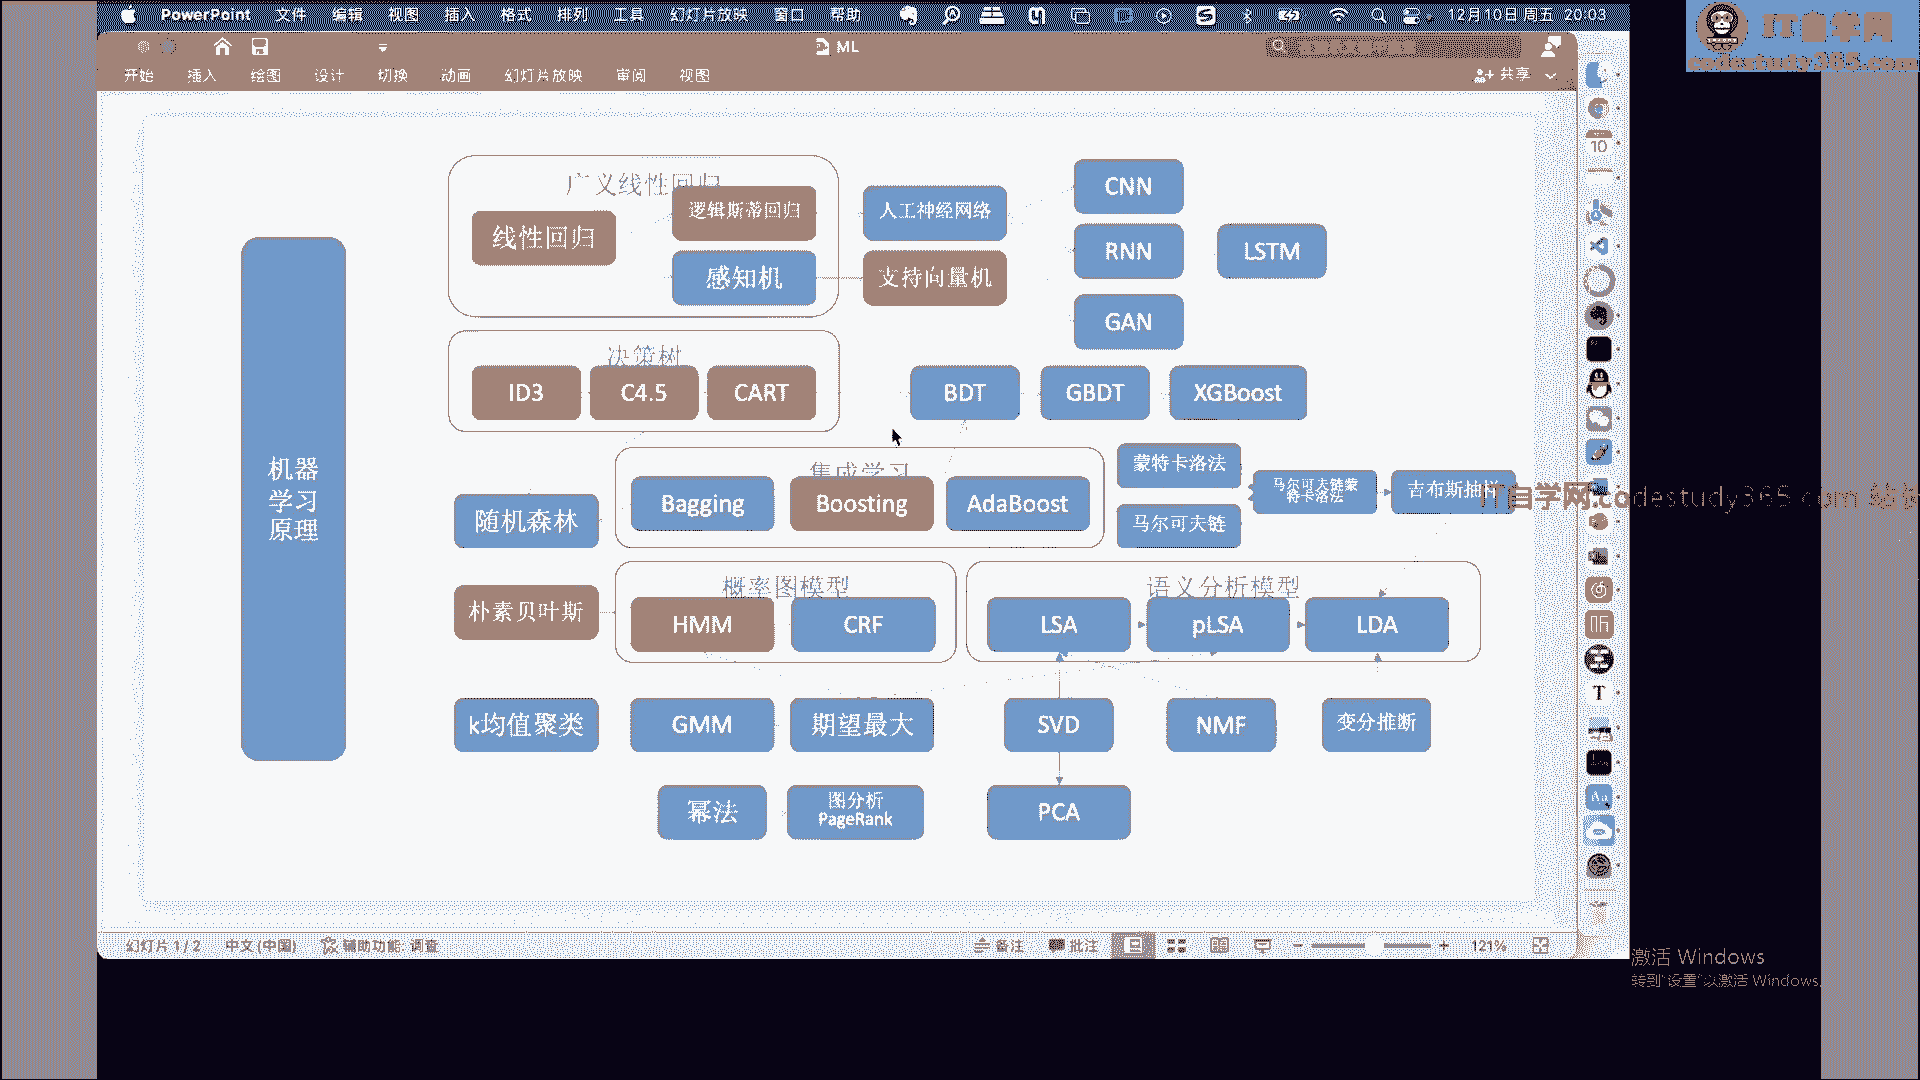 PowerPoint 文件 编辑 视图 插入 格式 排列 工具 幻灯片放映 窗口 帮助
12月10日 周五 20:03
IT自学网
codestudy365.com
ML
开始 插入 绘图 设计 切换 动画 幻灯片放映 审阅 视图
共享
10
广义线性回归
线性回归
逻辑斯蒂回归
感知机
人工神经网络
支持向量机
CNN
RNN
LSTM
GAN
决策树
ID3
C4.5
CART
BDT
GBDT
XGBoost
机器
学习
原理
随机森林
集成学习
Bagging
Boosting
AdaBoost
蒙特卡洛法
马尔可夫链
马尔可夫链蒙
特卡洛法
吉布斯抽样
IT自学网:codestudy365.com
朴素贝叶斯
概率图模型
HMM
CRF
语义分析模型
LSA
pLSA
LDA
k均值聚类
GMM
期望最大
SVD
NMF
变分推断
幂法
图分析
PageRank
PCA
幻灯片 1 / 2 中文 (中国) 辅助功能: 调查
备注 批注
121%
激活 Windows
转到"设置"以激活 Windows